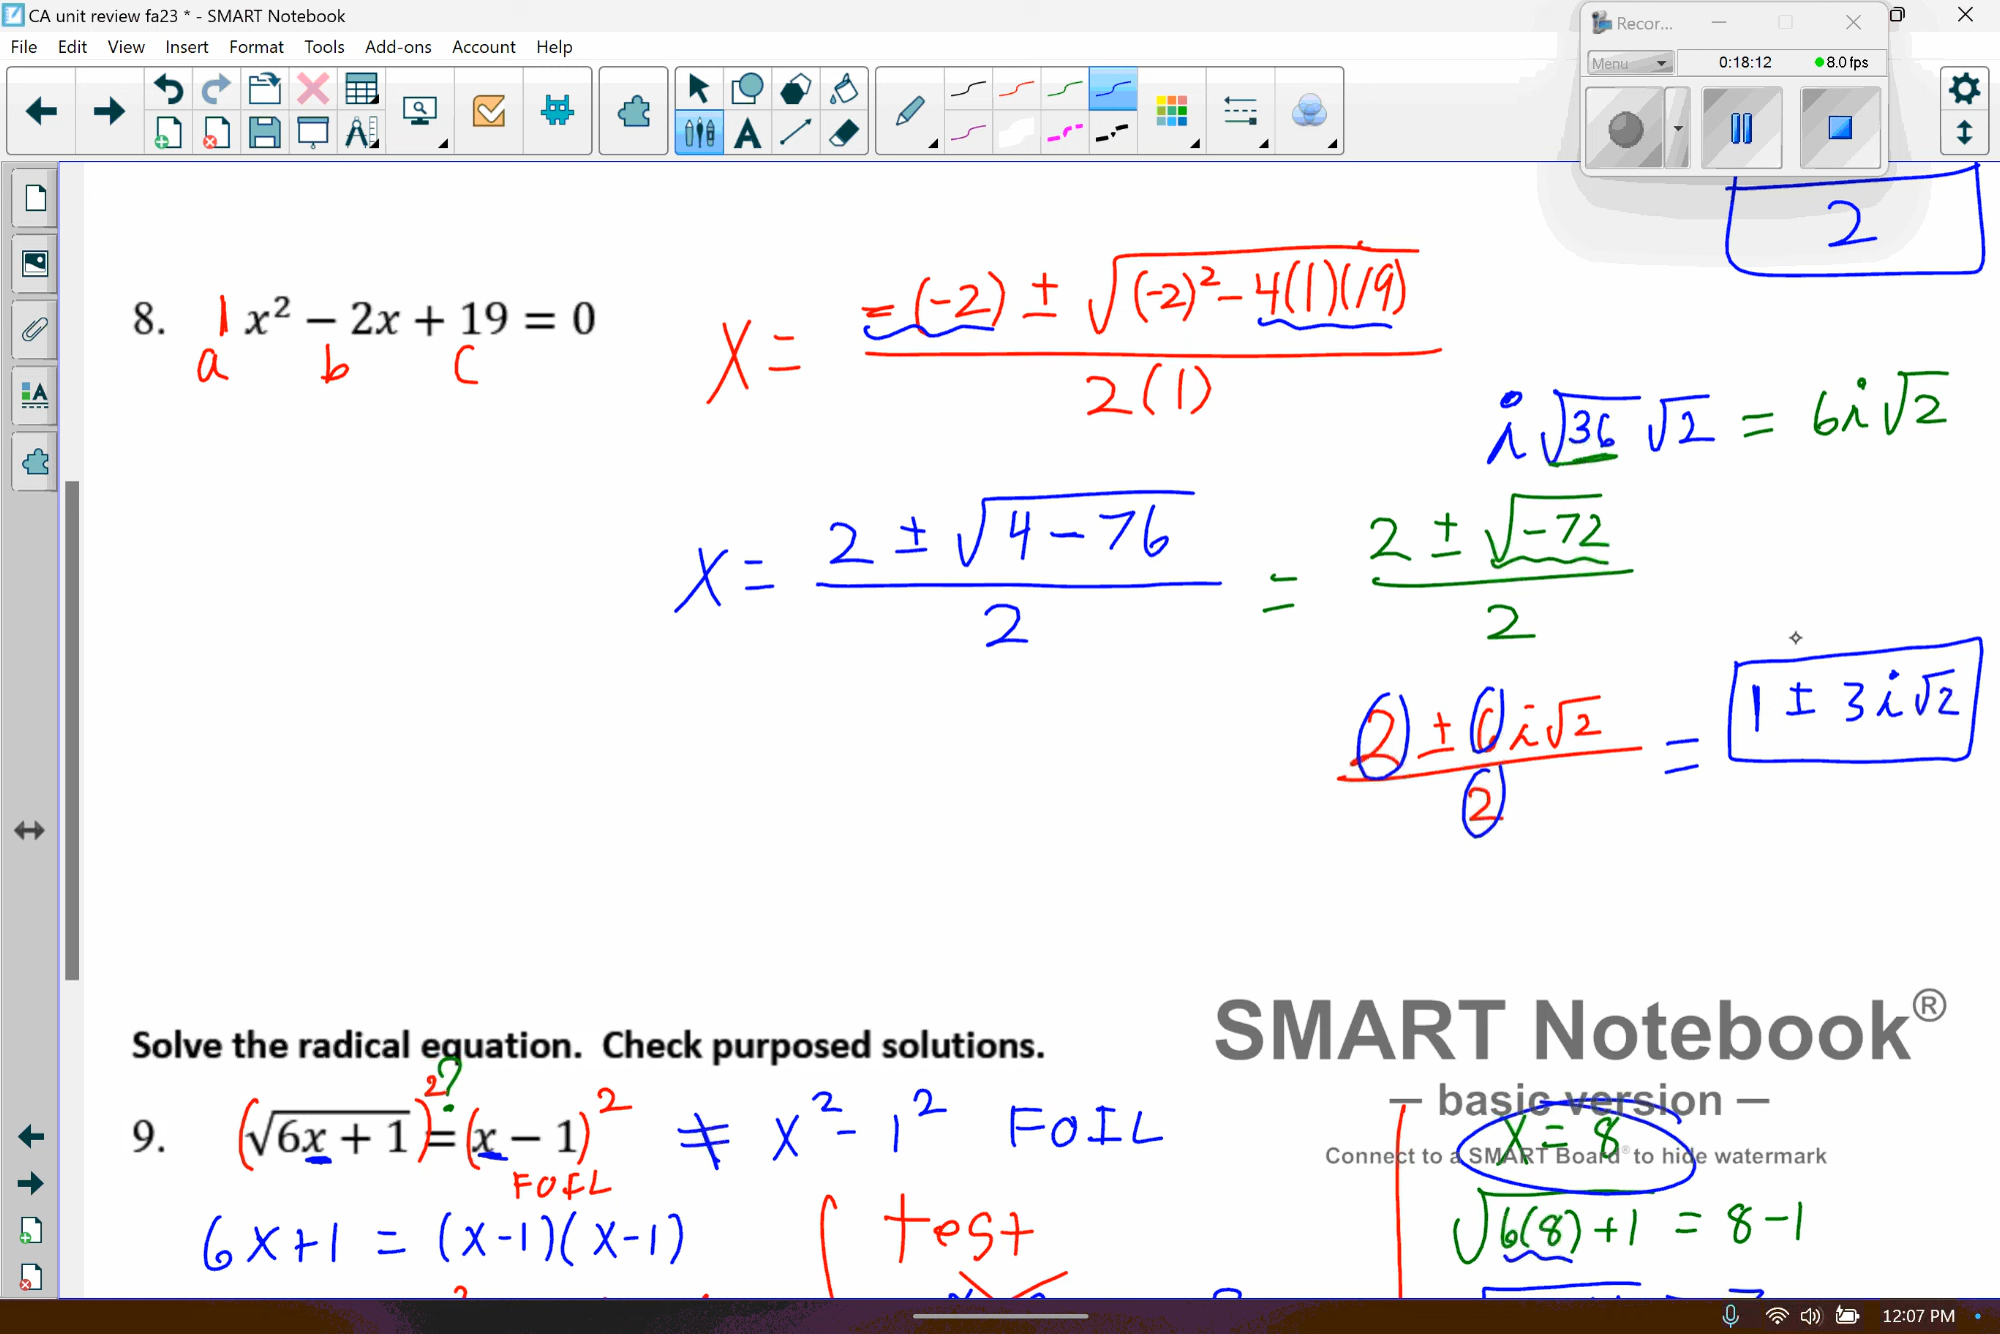 CA unit review fa23 * - SMART Notebook
File Edit View Insert Format Tools Add-ons Account Help
Recor...
Menu 0:18:12 8.0 fps
2
8. 1 x² − 2x + 19 = 0
a b c
X = −(−2) ± √((−2)² − 4(1)(19)) / 2(1)
i√36 √2 = 6i√2
X = 2 ± √(4 − 76) / 2 = 2 ± √−72 / 2
2 ± 6i√2 / 2 = 1 ± 3i√2
SMART Notebook®
— basic version —
Connect to a SMART Board® to hide watermark
Solve the radical equation. Check purposed solutions.
9. (√6x + 1)² ?= (x − 1)² ≠ x² − 1² FOIL
FOIL
6x+1 = (x−1)(x−1)
test
X = 8
√6(8)+1 = 8−1
12:07 PM